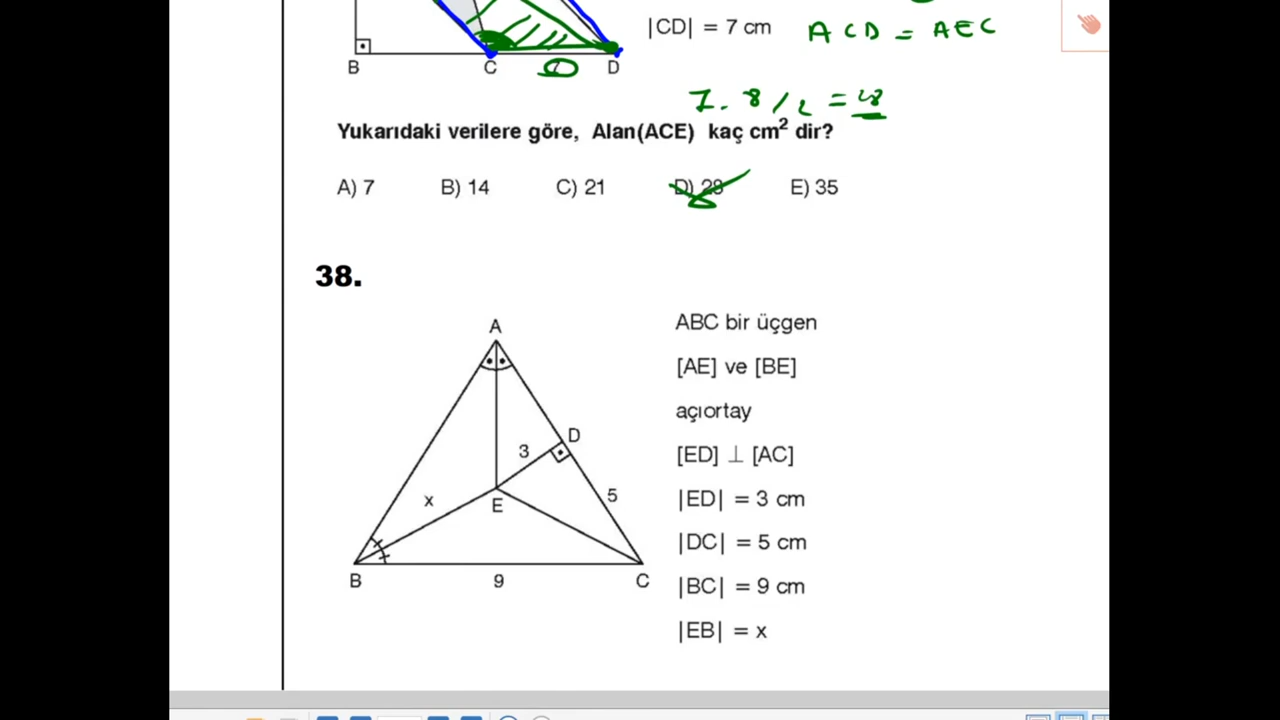 |CD| = 7 cm
ACD = AEC
B
C
D
7. 8 / 2 = 28
Yukarıdaki verilere göre, Alan(ACE) kaç cm² dir?
A) 7 B) 14 C) 21 D) 28 E) 35
38.
A
ABC bir üçgen
[AE] ve [BE]
açıortay
D
3
[ED] ⊥ [AC]
x
E
5
|ED| = 3 cm
|DC| = 5 cm
B
9
C
|BC| = 9 cm
|EB| = x